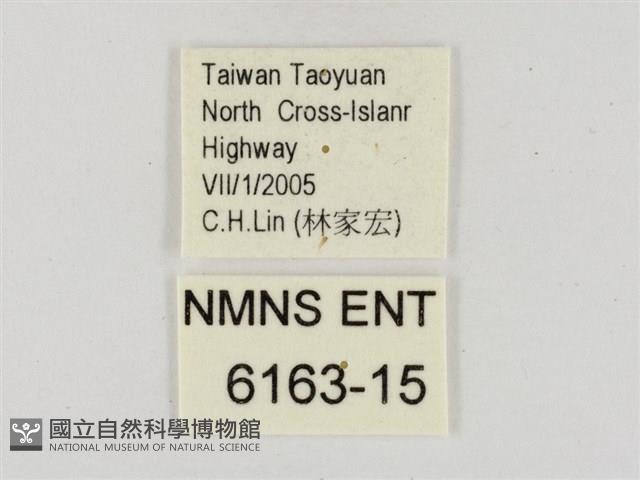 Taiwan Taoyuan
North Cross-Islanr
Highway
VII/1/2005
C.H.Lin (林家宏)
NMNS ENT
6163-15
國立自然科學博物館
NATIONAL MUSEUM OF NATURAL SCIENCE